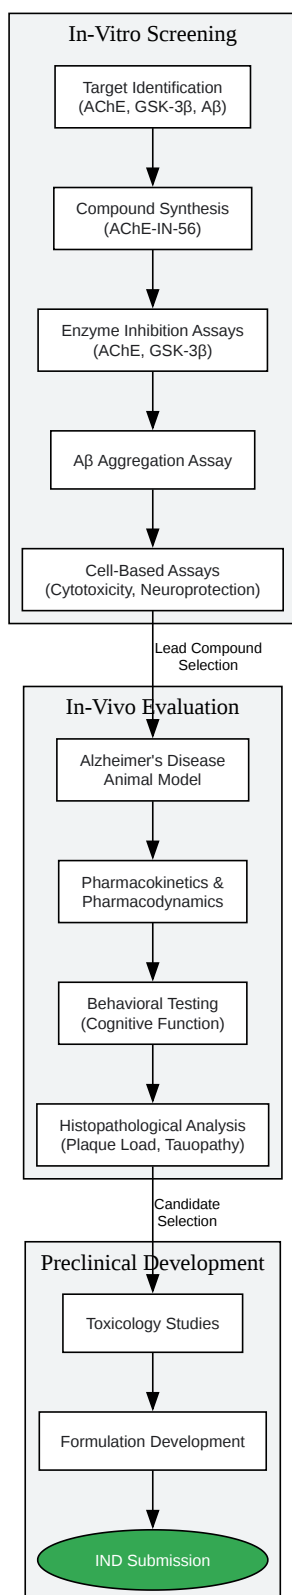 In-Vitro Screening
Target Identification
(AChE, GSK-3β, Aβ)
Compound Synthesis
(AChE-IN-56)
Enzyme Inhibition Assays
(AChE, GSK-3β)
Aβ Aggregation Assay
Cell-Based Assays
(Cytotoxicity, Neuroprotection)
Lead Compound
Selection
In-Vivo Evaluation
Alzheimer's Disease
Animal Model
Pharmacokinetics &
Pharmacodynamics
Behavioral Testing
(Cognitive Function)
Histopathological Analysis
(Plaque Load, Tauopathy)
Candidate
Selection
Preclinical Development
Toxicology Studies
Formulation Development
IND Submission